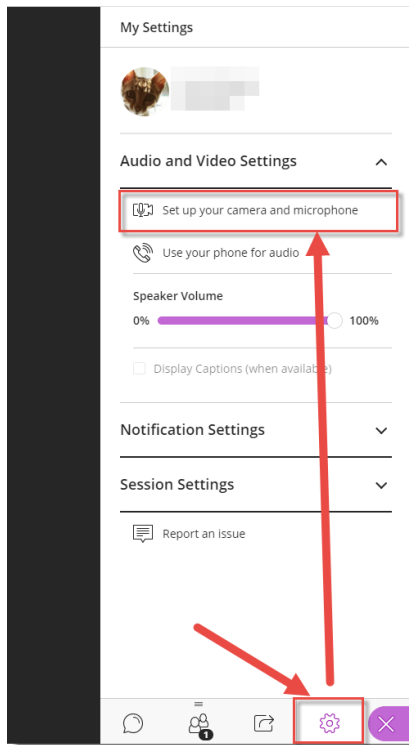 My Settings
Audio and Video Settings
Set up your camera and microphone
Use your phone for audio
Speaker Volume
0% 100%
Display Captions (when available)
Notification Settings
Session Settings
Report an issue
1